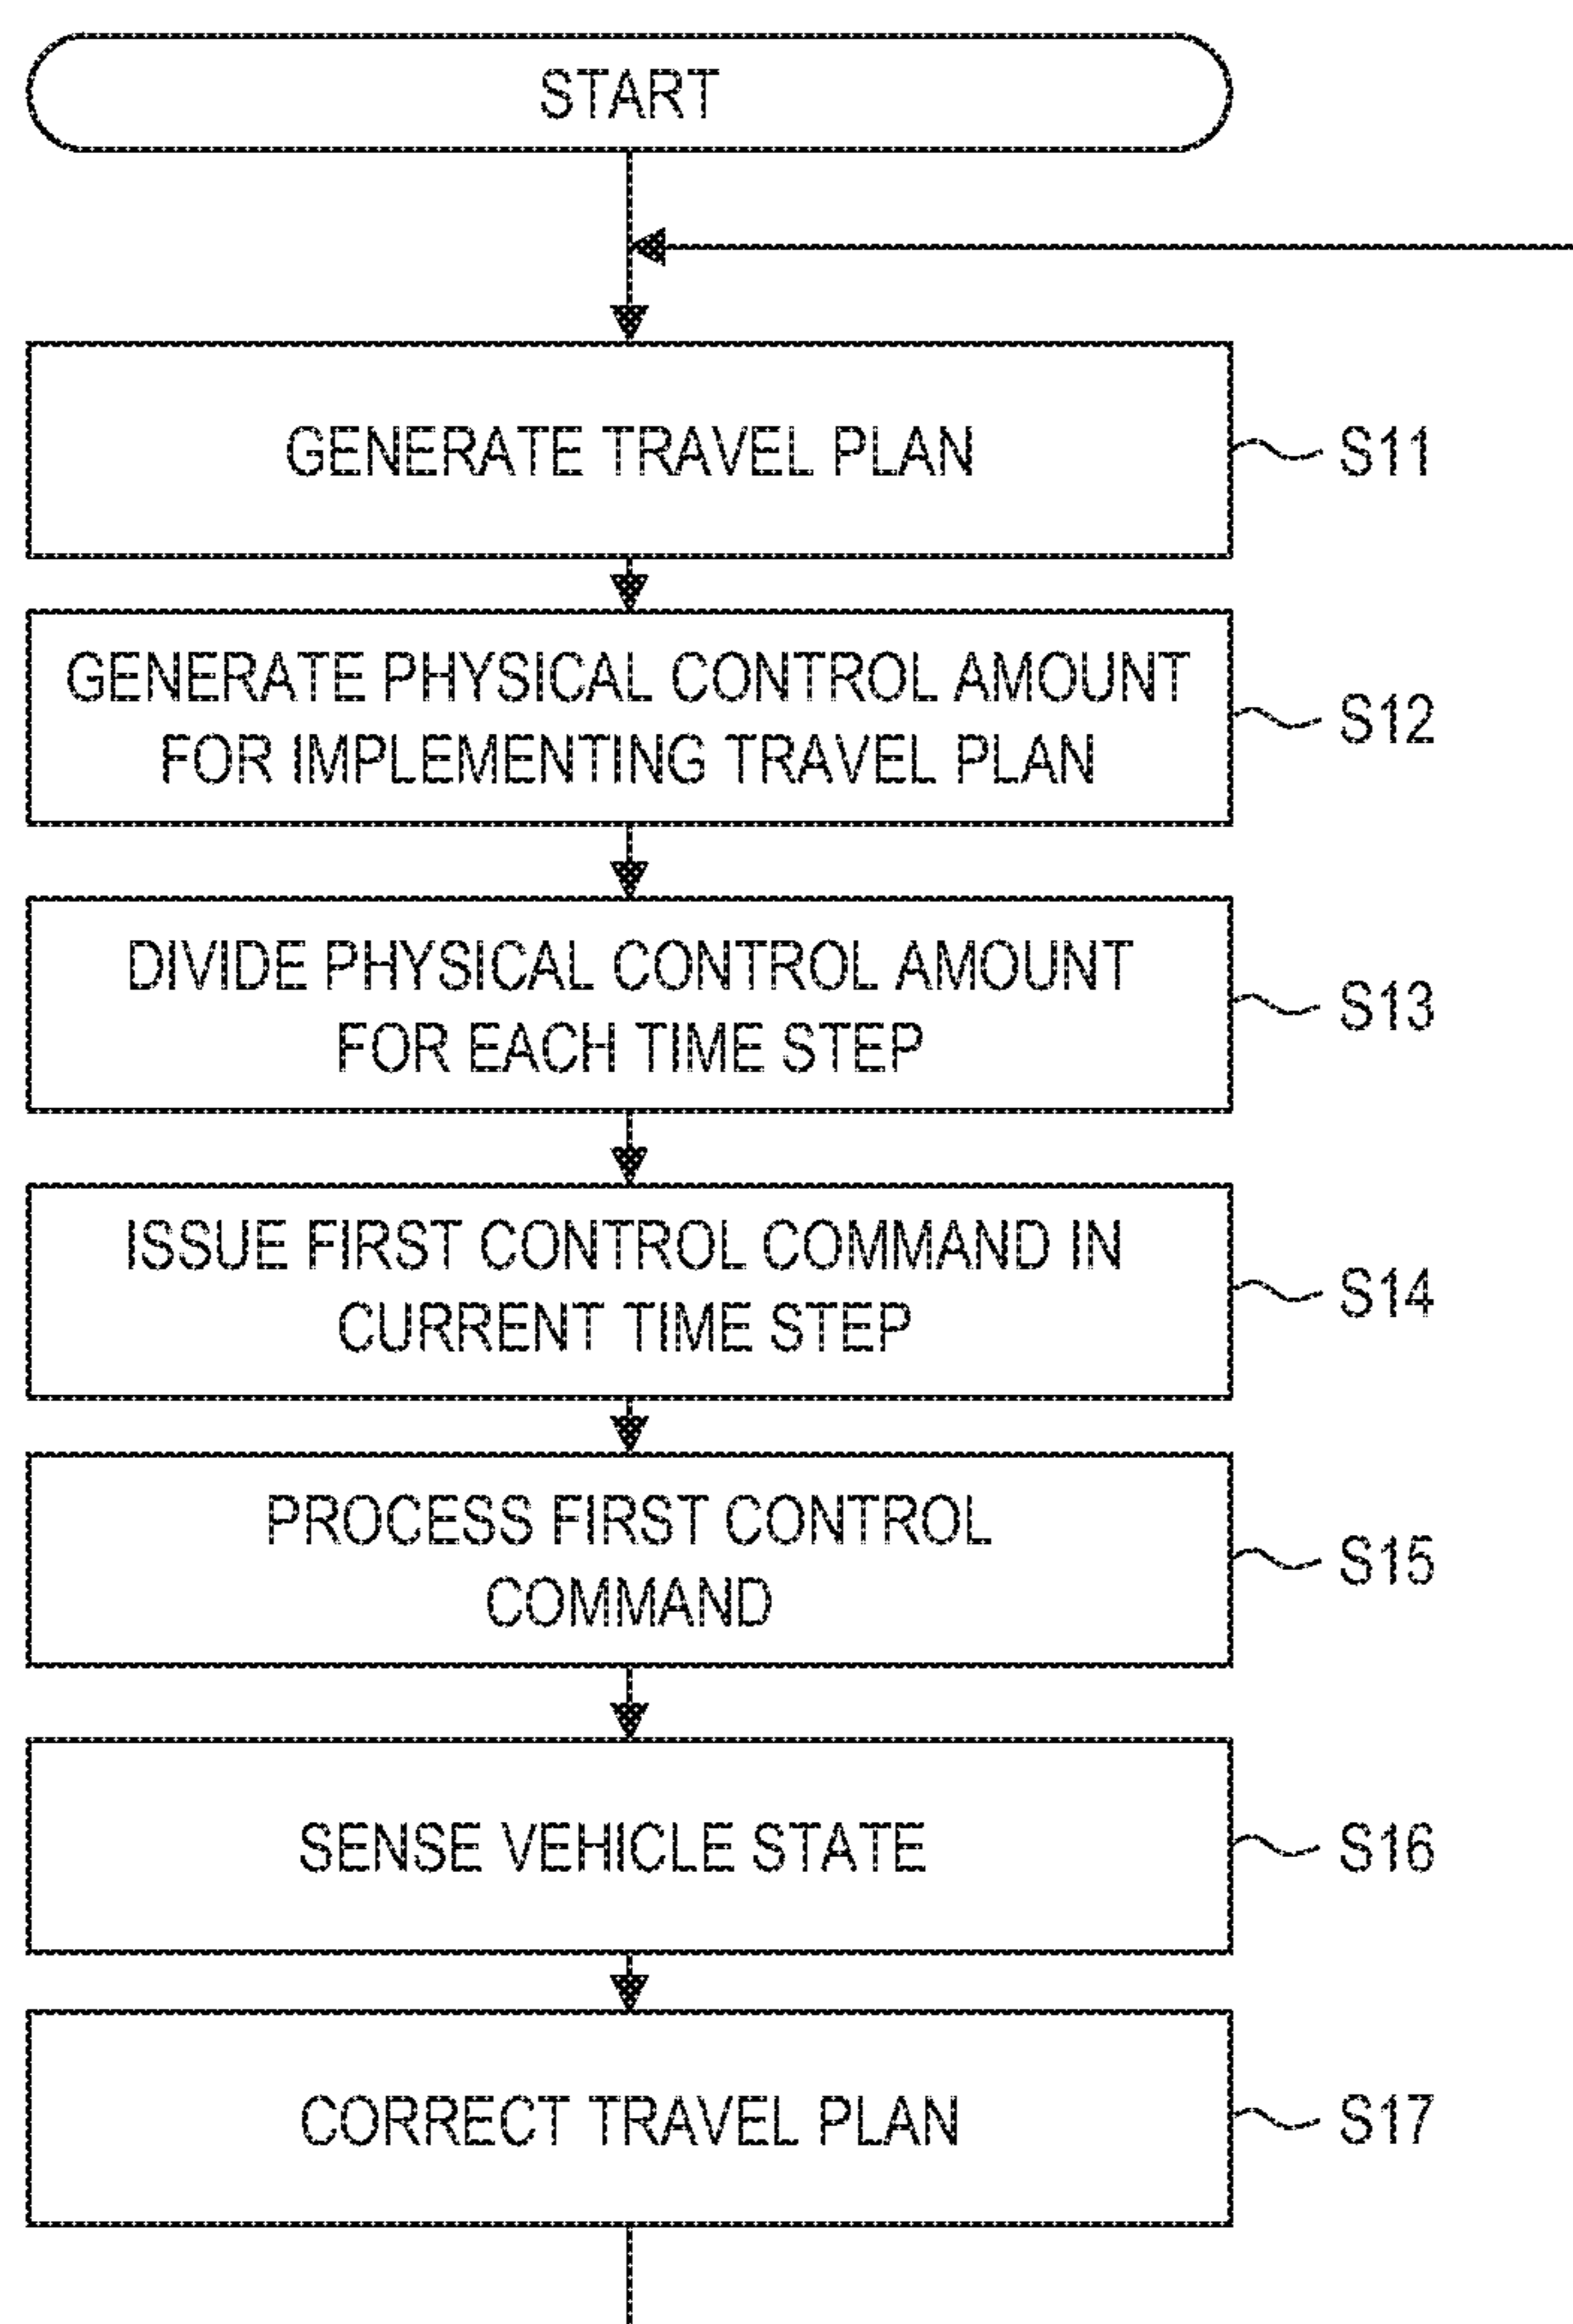 START
GENERATE TRAVEL PLAN
S11
GENERATE PHYSICAL CONTROL AMOUNT
FOR IMPLEMENTING TRAVEL PLAN
S12
DIVIDE PHYSICAL CONTROL AMOUNT
FOR EACH TIME STEP
S13
ISSUE FIRST CONTROL COMMAND IN
CURRENT TIME STEP
S14
PROCESS FIRST CONTROL
COMMAND
S15
SENSE VEHICLE STATE
S16
CORRECT TRAVEL PLAN
S17